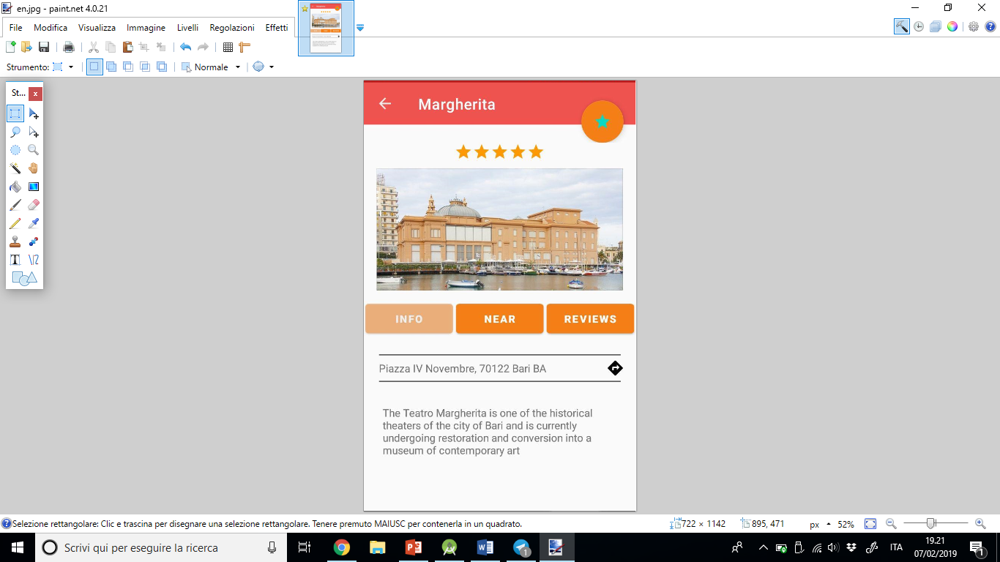 en.jpg - paint.net 4.0.21
File Modifica Visualizza Immagine Livelli Regolazioni Effetti
Strumento: Normale
St...
Margherita
INFO NEAR REVIEWS
Piazza IV Novembre, 70122 Bari BA
The Teatro Margherita is one of the historical
theaters of the city of Bari and is currently
undergoing restoration and conversion into a
museum of contemporary art
Selezione rettangolare: Clic e trascina per disegnare una selezione rettangolare. Tenere premuto MAIUSC per contenerla in un quadrato. 722 × 1142 895, 471 px 52%
Scrivi qui per eseguire la ricerca 1 ITA 19.21
07/02/2019 1